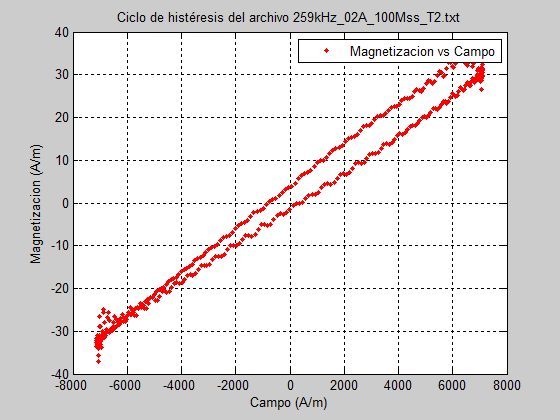 Ciclo de histéresis del archivo 259kHz_02A_100Mss_T2.txt
Magnetizacion vs Campo
40
30
20
10
0
-10
-20
-30
-40
Magnetizacion (A/m)
-8000 -6000 -4000 -2000 0 2000 4000 6000 8000
Campo (A/m)